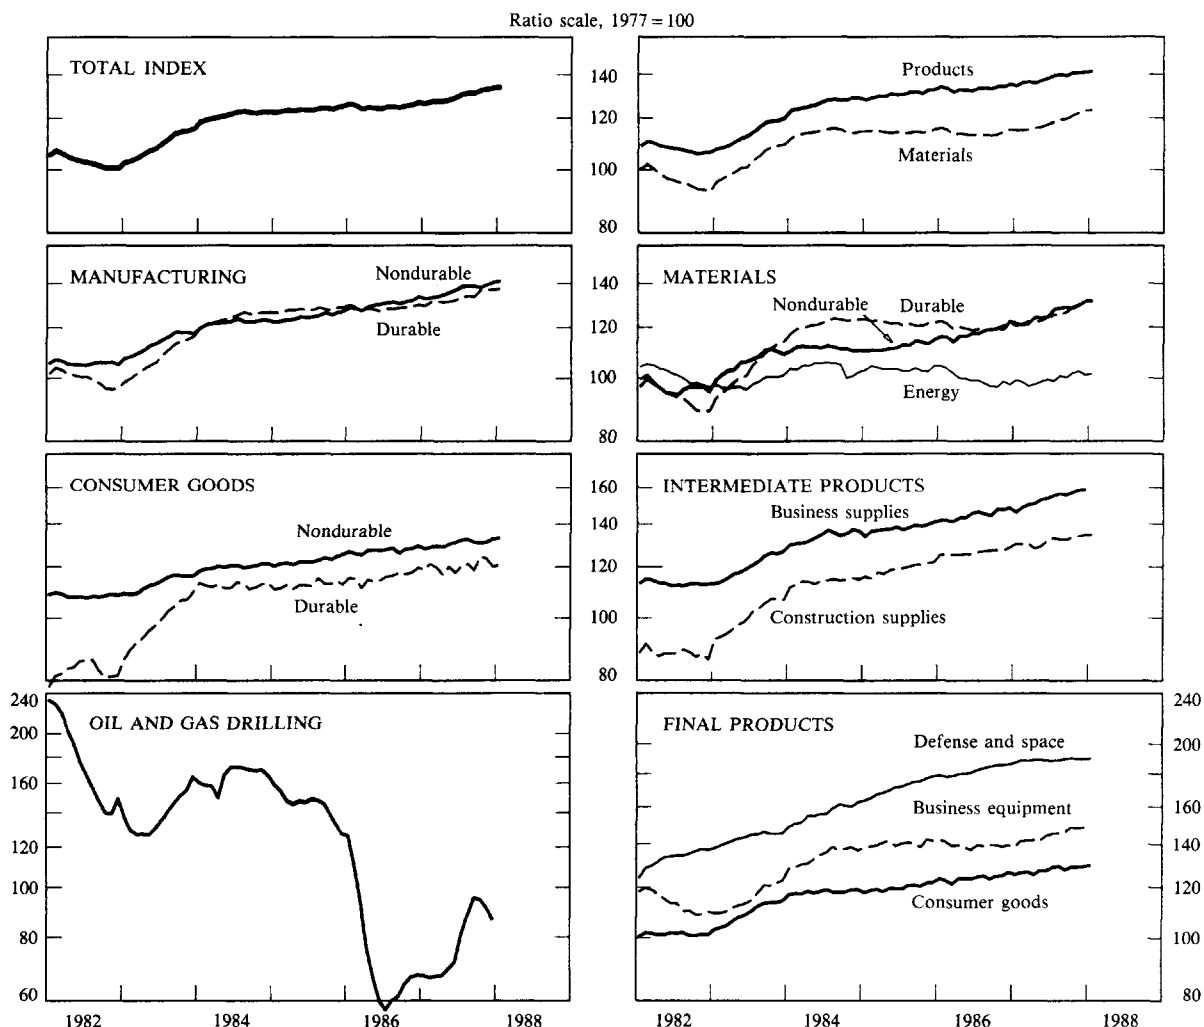 Ratio scale, 1977 = 100
TOTAL INDEX
140
120
100
80
Products
Materials
MANUFACTURING
Nondurable
Durable
140
120
100
80
MATERIALS
Nondurable
Durable
Energy
CONSUMER GOODS
Nondurable
Durable
160
140
120
100
80
INTERMEDIATE PRODUCTS
Business supplies
Construction supplies
240
200
160
140
100
80
60
OIL AND GAS DRILLING
FINAL PRODUCTS
Defense and space
Business equipment
Consumer goods
240
200
160
140
120
100
80
1982 1984 1986 1988
1982 1984 1986 1988